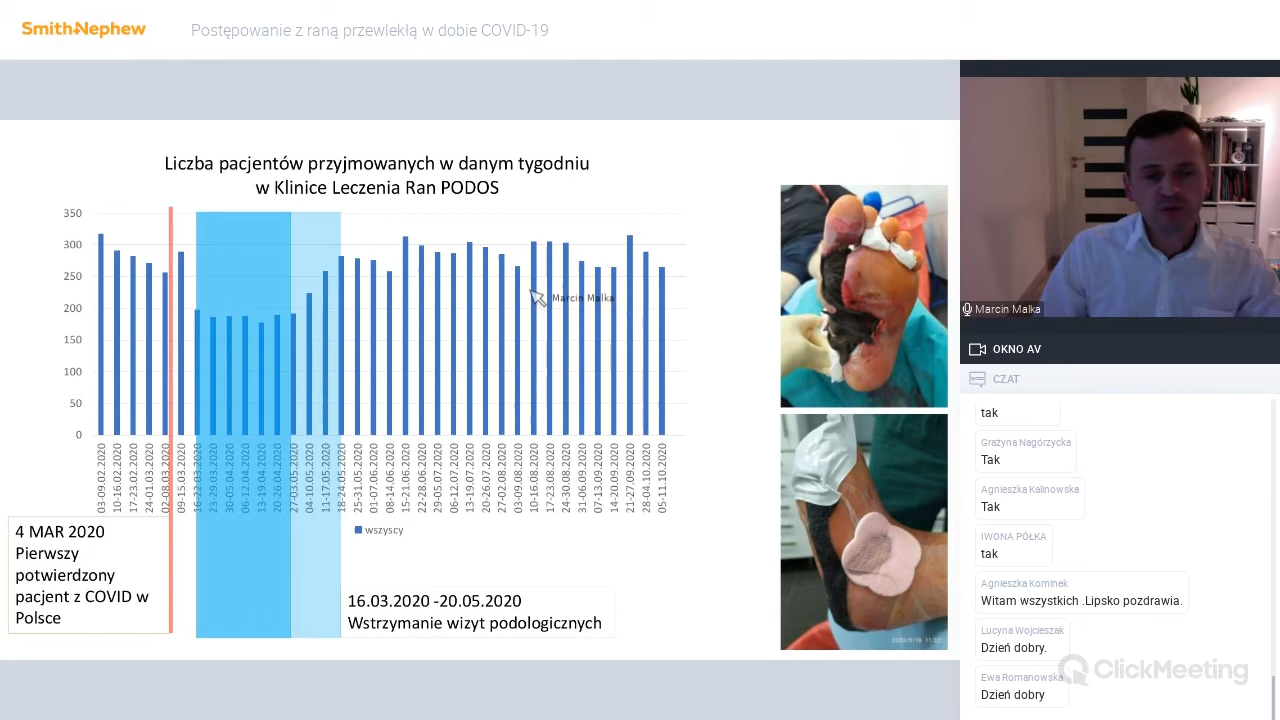 Smith+Nephew
Postępowanie z raną przewlekłą w dobie COVID-19
Liczba pacjentów przyjmowanych w danym tygodniu
w Klinice Leczenia Ran PODOS
350
300
250
200
150
100
50
0
03-09.02.2020
10-16.02.2020
17-23.02.2020
24-01.03.2020
02-08.03.2020
09-15.03.2020
16-22.03.2020
23-29.03.2020
30-05.04.2020
06-12.04.2020
13-19.04.2020
20-26.04.2020
27-03.05.2020
04-10.05.2020
11-17.05.2020
18-24.05.2020
25-31.05.2020
01-07.06.2020
08-14.06.2020
15-21.06.2020
22-28.06.2020
29-05.07.2020
06-12.07.2020
13-19.07.2020
20-26.07.2020
27-02.08.2020
03-09.08.2020
10-16.08.2020
17-23.08.2020
24-30.08.2020
31-06.09.2020
07-13.09.2020
14-20.09.2020
21-27.09.2020
28-04.10.2020
05-11.10.2020
wszyscy
Marcin Malka
4 MAR 2020
Pierwszy
potwierdzony
pacjent z COVID w
Polsce
16.03.2020 -20.05.2020
Wstrzymanie wizyt podologicznych
Marcin Malka
OKNO AV
CZAT
tak
Grażyna Nagórzycka
Tak
Agnieszka Kalinowska
Tak
IWONA PÓŁKA
tak
Agnieszka Kominek
Witam wszystkich .Lipsko pozdrawia.
Lucyna Wojcieszak
Dzień dobry.
Ewa Romanowska
Dzień dobry
ClickMeeting